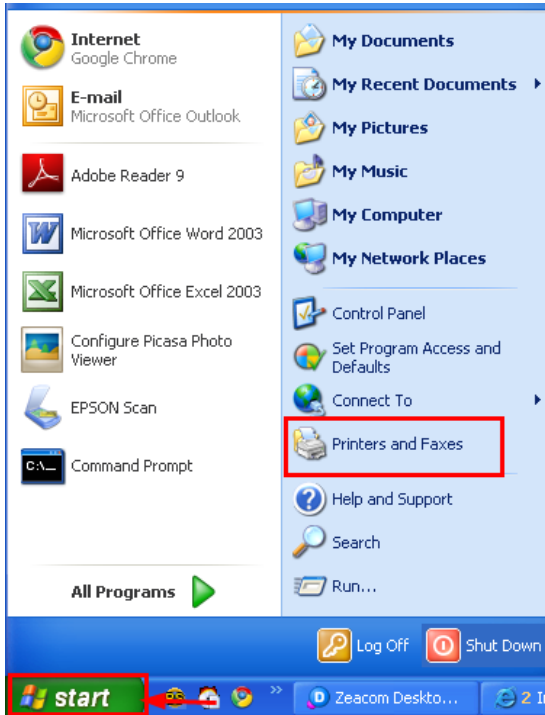 Internet
Google Chrome
E-mail
Microsoft Office Outlook
Adobe Reader 9
Microsoft Office Word 2003
Microsoft Office Excel 2003
Configure Picasa Photo
Viewer
EPSON Scan
C:\_
Command Prompt
All Programs
My Documents
My Recent Documents
My Pictures
My Music
My Computer
My Network Places
Control Panel
Set Program Access and
Defaults
Connect To
Printers and Faxes
Help and Support
Search
Run...
Log Off
Shut Down
start
Zeacom Deskto...
2